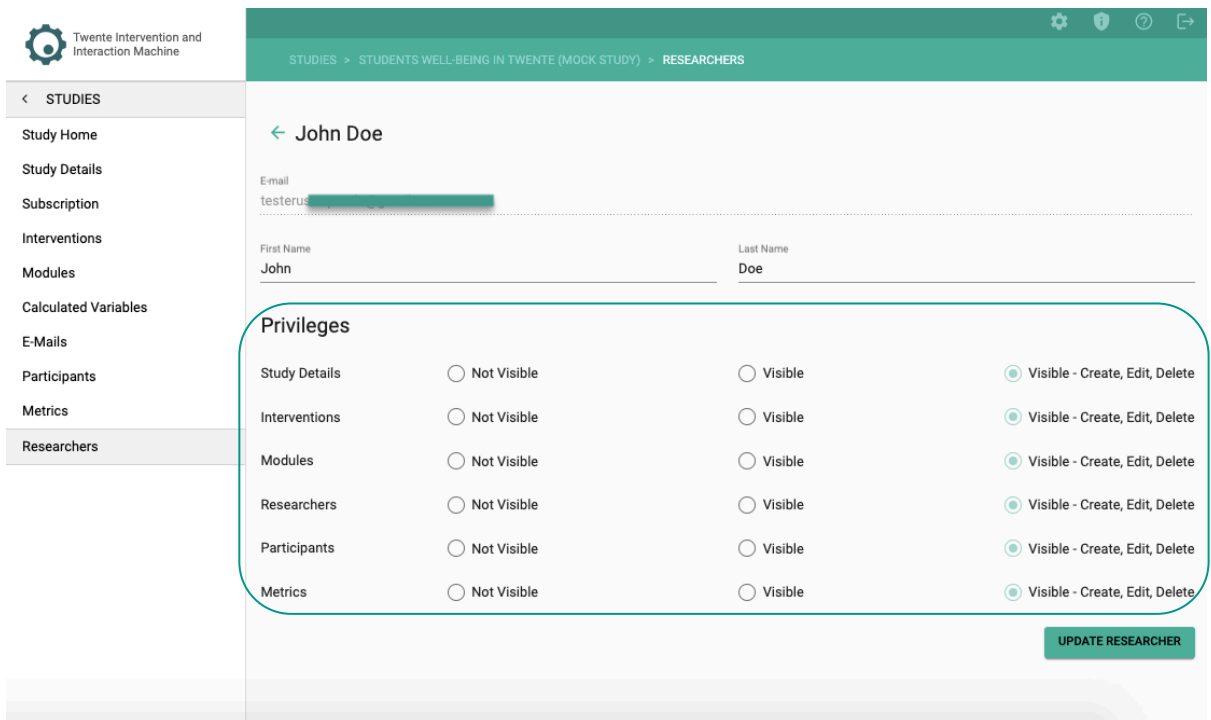 Twente Intervention and
Interaction Machine
STUDIES > STUDENTS WELL-BEING IN TWENTE (MOCK STUDY) > RESEARCHERS
< STUDIES
Study Home
Study Details
Subscription
Interventions
Modules
Calculated Variables
E-Mails
Participants
Metrics
Researchers
← John Doe
E-mail
First Name Last Name
John Doe
Privileges
Study Details Not Visible Visible Visible - Create, Edit, Delete
Interventions Not Visible Visible Visible - Create, Edit, Delete
Modules Not Visible Visible Visible - Create, Edit, Delete
Researchers Not Visible Visible Visible - Create, Edit, Delete
Participants Not Visible Visible Visible - Create, Edit, Delete
Metrics Not Visible Visible Visible - Create, Edit, Delete
UPDATE RESEARCHER